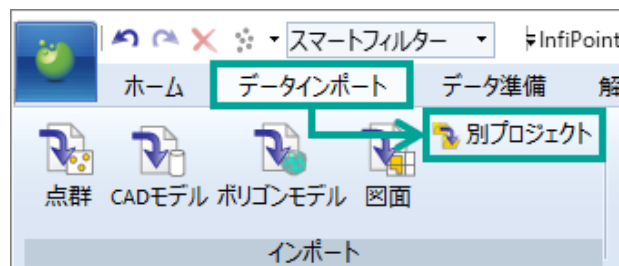 スマートフィルター
InfiPoint
ホーム データインポート データ準備 解
別プロジェクト
点群 CADモデル ポリゴンモデル 図面
インポート